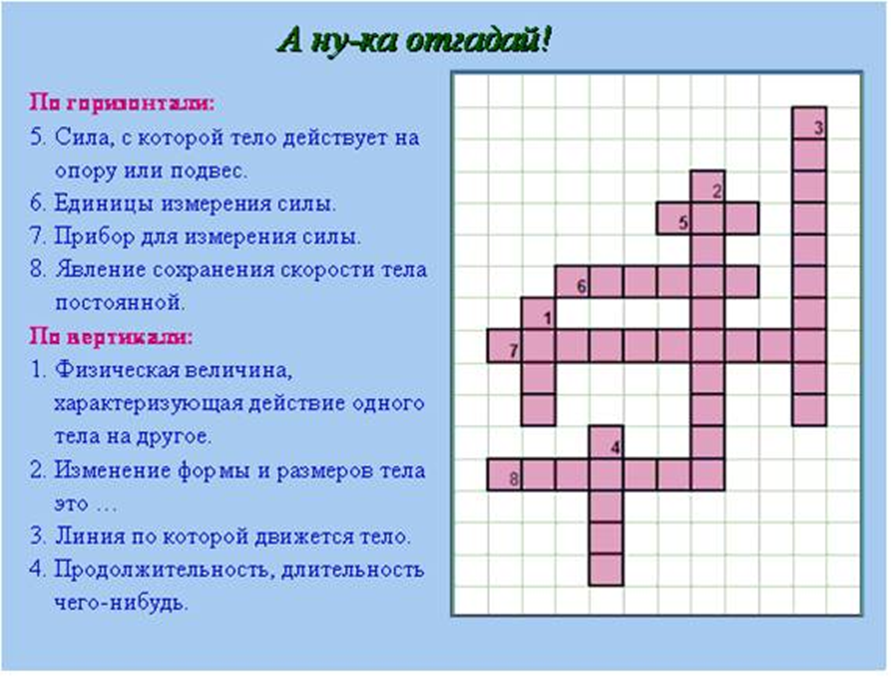 А ну-ка отгадай!
По горизонтали:
5. Сила, с которой тело действует на
опору или подвес.
6. Единицы измерения силы.
7. Прибор для измерения силы.
8. Явление сохранения скорости тела
постоянной.
По вертикали:
1. Физическая величина,
характеризующая действие одного
тела на другое.
2. Изменение формы и размеров тела
это ...
3. Линия по которой движется тело.
4. Продолжительность, длительность
чего-нибудь.
3
2
5
6
1
7
4
8